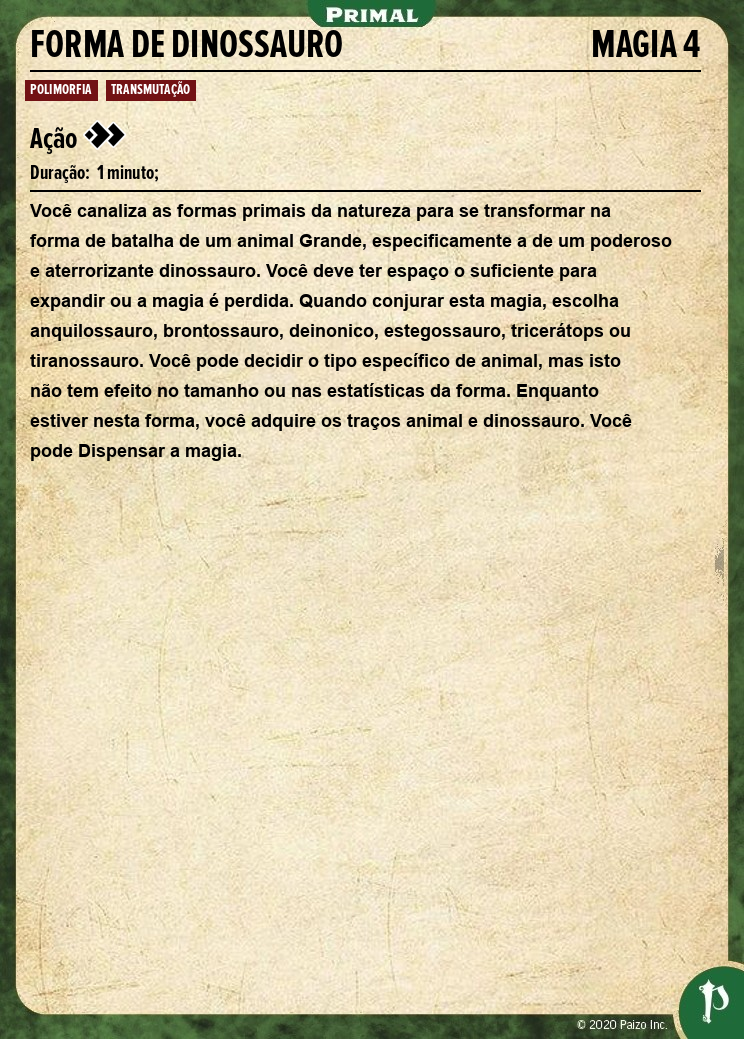 PRIMAL
FORMA DE DINOSSAURO MAGIA 4
POLIMORFIA TRANSMUTAÇÃO
Ação
Duração: 1 minuto;
Você canaliza as formas primais da natureza para se transformar na
forma de batalha de um animal Grande, especificamente a de um poderoso
e aterrorizante dinossauro. Você deve ter espaço o suficiente para
expandir ou a magia é perdida. Quando conjurar esta magia, escolha
anquilossauro, brontossauro, deinonico, estegossauro, tricerátops ou
tiranossauro. Você pode decidir o tipo específico de animal, mas isto
não tem efeito no tamanho ou nas estatísticas da forma. Enquanto
estiver nesta forma, você adquire os traços animal e dinossauro. Você
pode Dispensar a magia.
© 2020 Paizo Inc.
P